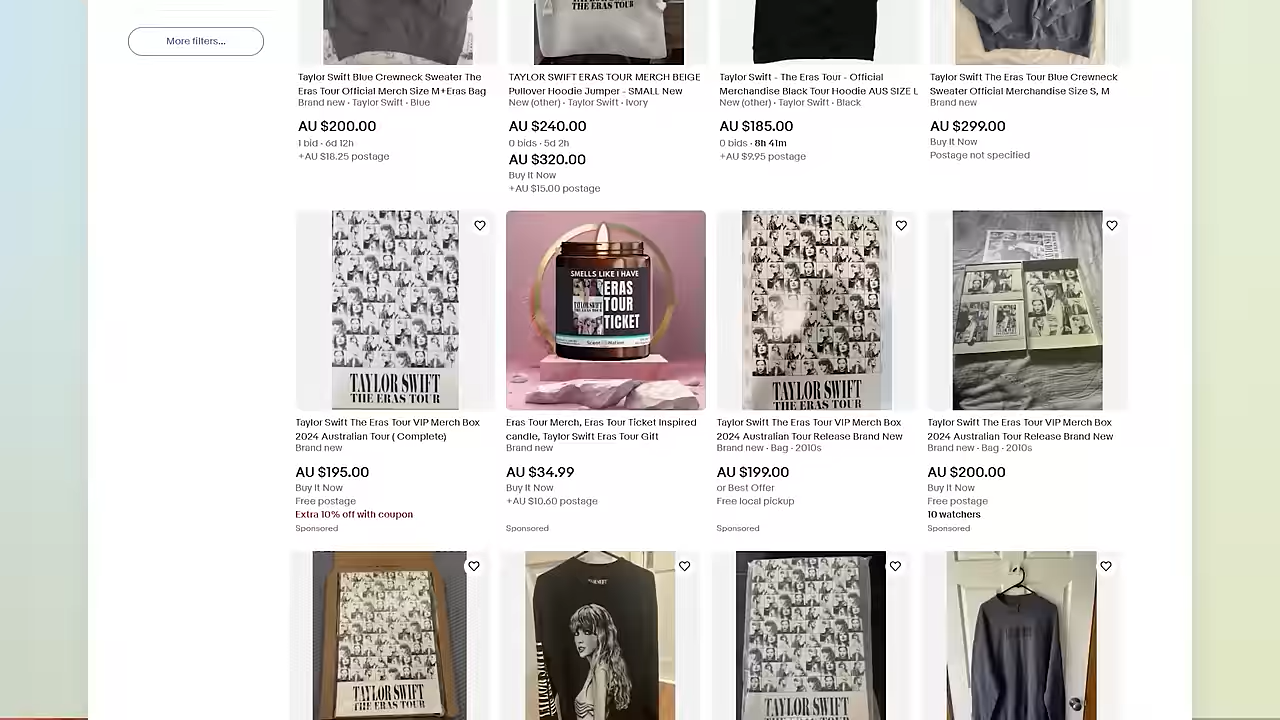 More filters...
THE ERAS TOUR
Taylor Swift Blue Crewneck Sweater The
Eras Tour Official Merch Size M+Eras Bag
Brand new · Taylor Swift · Blue
AU $200.00
1 bid · 6d 12h
+AU $18.25 postage
TAYLOR SWIFT ERAS TOUR MERCH BEIGE
Pullover Hoodie Jumper - SMALL New
New (other) · Taylor Swift · Ivory
AU $240.00
0 bids · 5d 2h
AU $320.00
Buy It Now
+AU $15.00 postage
Taylor Swift - The Eras Tour - Official
Merchandise Black Tour Hoodie AUS SIZE L
New (other) · Taylor Swift · Black
AU $185.00
0 bids · 8h 41m
+AU $9.95 postage
Taylor Swift The Eras Tour Blue Crewneck
Sweater Official Merchandise Size S, M
Brand new
AU $299.00
Buy It Now
Postage not specified
TAYLOR SWIFT
THE ERAS TOUR
Taylor Swift The Eras Tour VIP Merch Box
2024 Australian Tour ( Complete)
Brand new
AU $195.00
Buy It Now
Free postage
Extra 10% off with coupon
Sponsored
SMELLS LIKE I HAVE
ERAS
TOUR
TICKET
Eras Tour Merch, Eras Tour Ticket Inspired
candle, Taylor Swift Eras Tour Gift
Brand new
AU $34.99
Buy It Now
+AU $10.60 postage
Sponsored
TAYLOR SWIFT
THE ERAS TOUR
Taylor Swift The Eras Tour VIP Merch Box
2024 Australian Tour Release Brand New
Brand new · Bag · 2010s
AU $199.00
or Best Offer
Free local pickup
Sponsored
Taylor Swift The Eras Tour VIP Merch Box
2024 Australian Tour Release Brand New
Brand new · Bag · 2010s
AU $200.00
Buy It Now
Free postage
10 watchers
Sponsored
TAYLOR SWIFT
THE ERAS TOUR
TAYLOR SWIFT
TAYLOR SWIFT
THE ERAS TOUR